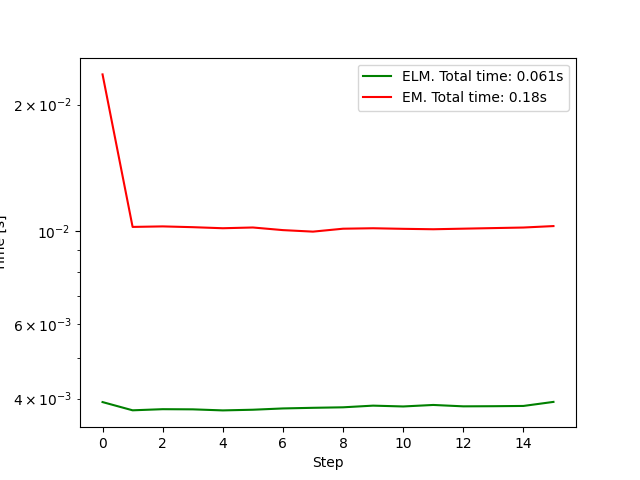 ELM. Total time: 0.061s
EM. Total time: 0.18s
2 × 10⁻²
10⁻²
6 × 10⁻³
4 × 10⁻³
0 2 4 6 8 10 12 14
Step